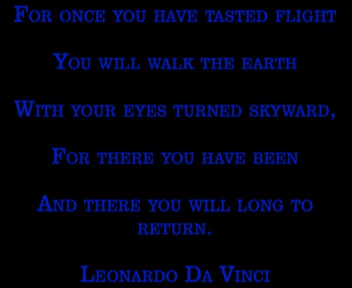 For once you have tasted flight
You will walk the earth
With your eyes turned skyward,
For there you have been
And there you will long to
return.
Leonardo Da Vinci